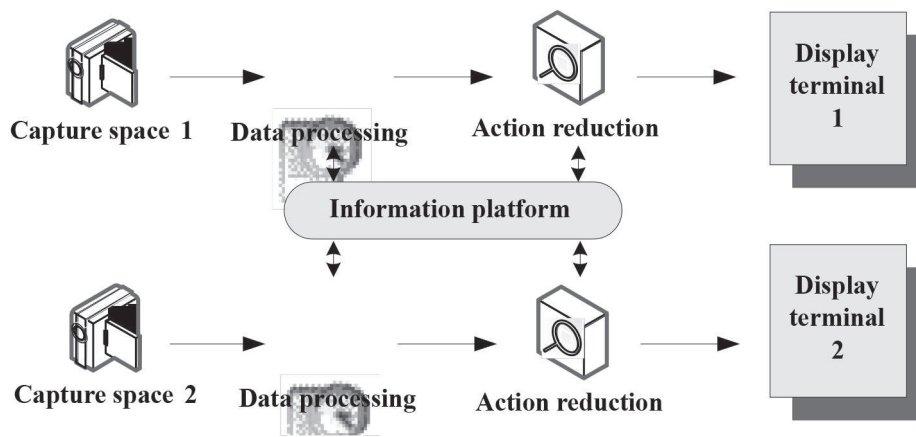 Capture space 1
Data processing
Action reduction
Display
terminal
1
Information platform
Capture space 2
Data processing
Action reduction
Display
terminal
2